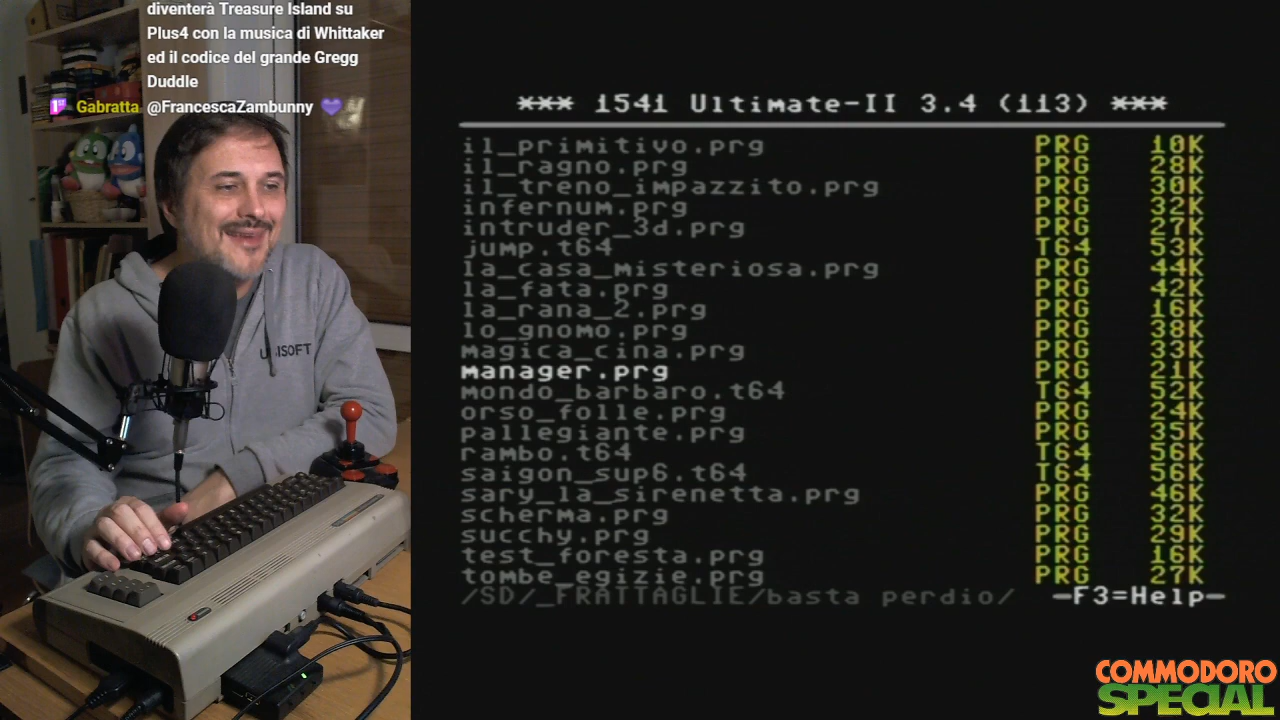 diventerà Treasure Island su
Plus4 con la musica di Whittaker
ed il codice del grande Gregg
Duddle
Gabratta @FrancescaZambunny
UBISOFT
*** 1541 Ultimate-II 3.4 (113) ***
il_primitivo.prg PRG 10K
il_ragno.prg PRG 28K
il_treno_impazzito.prg PRG 30K
infernum.prg PRG 32K
intruder_3d.prg PRG 27K
jump.t64 T64 53K
la_casa_misteriosa.prg PRG 44K
la_fata.prg PRG 42K
la_rana_2.prg PRG 16K
lo_gnomo.prg PRG 38K
magica_cina.prg PRG 33K
manager.prg PRG 21K
mondo_barbaro.t64 T64 52K
orso_folle.prg PRG 24K
pallegiante.prg PRG 35K
rambo.t64 T64 56K
saigon_sup6.t64 T64 56K
sary_la_sirenetta.prg PRG 46K
scherma.prg PRG 32K
succhy.prg PRG 29K
test_foresta.prg PRG 16K
tombe_egizie.prg PRG 27K
/SD/_FRATTAGLIE/basta perdio/ F3=Help
COMMODORO
SPECIAL